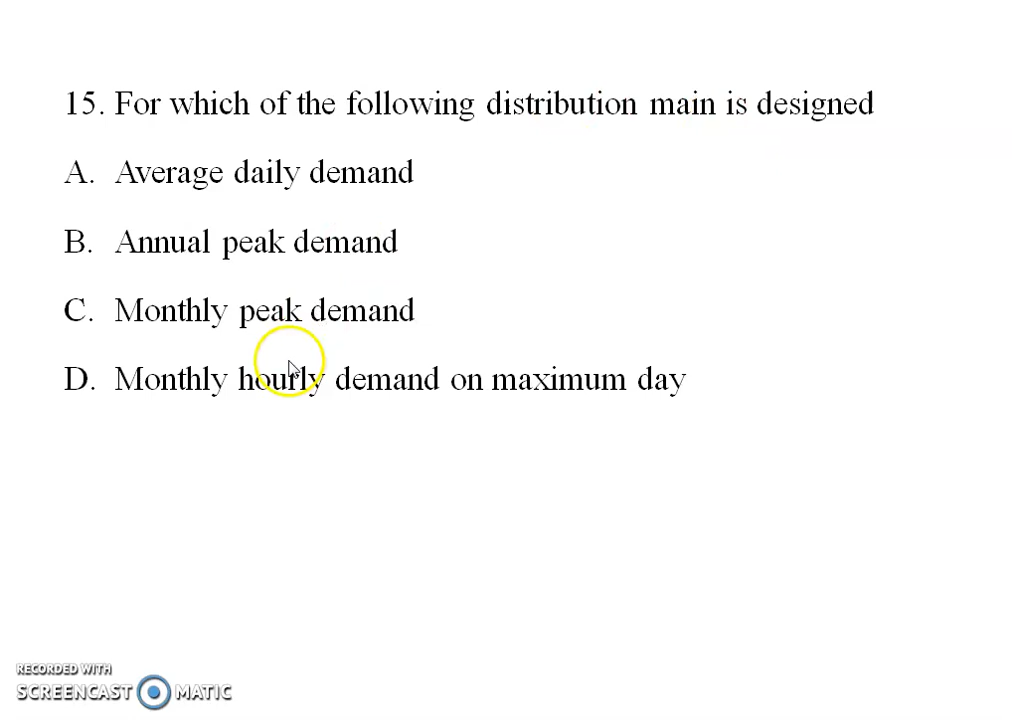 15. For which of the following distribution main is designed
A. Average daily demand
B. Annual peak demand
C. Monthly peak demand
D. Monthly hourly demand on maximum day
RECORDED WITH
SCREENCAST MATIC